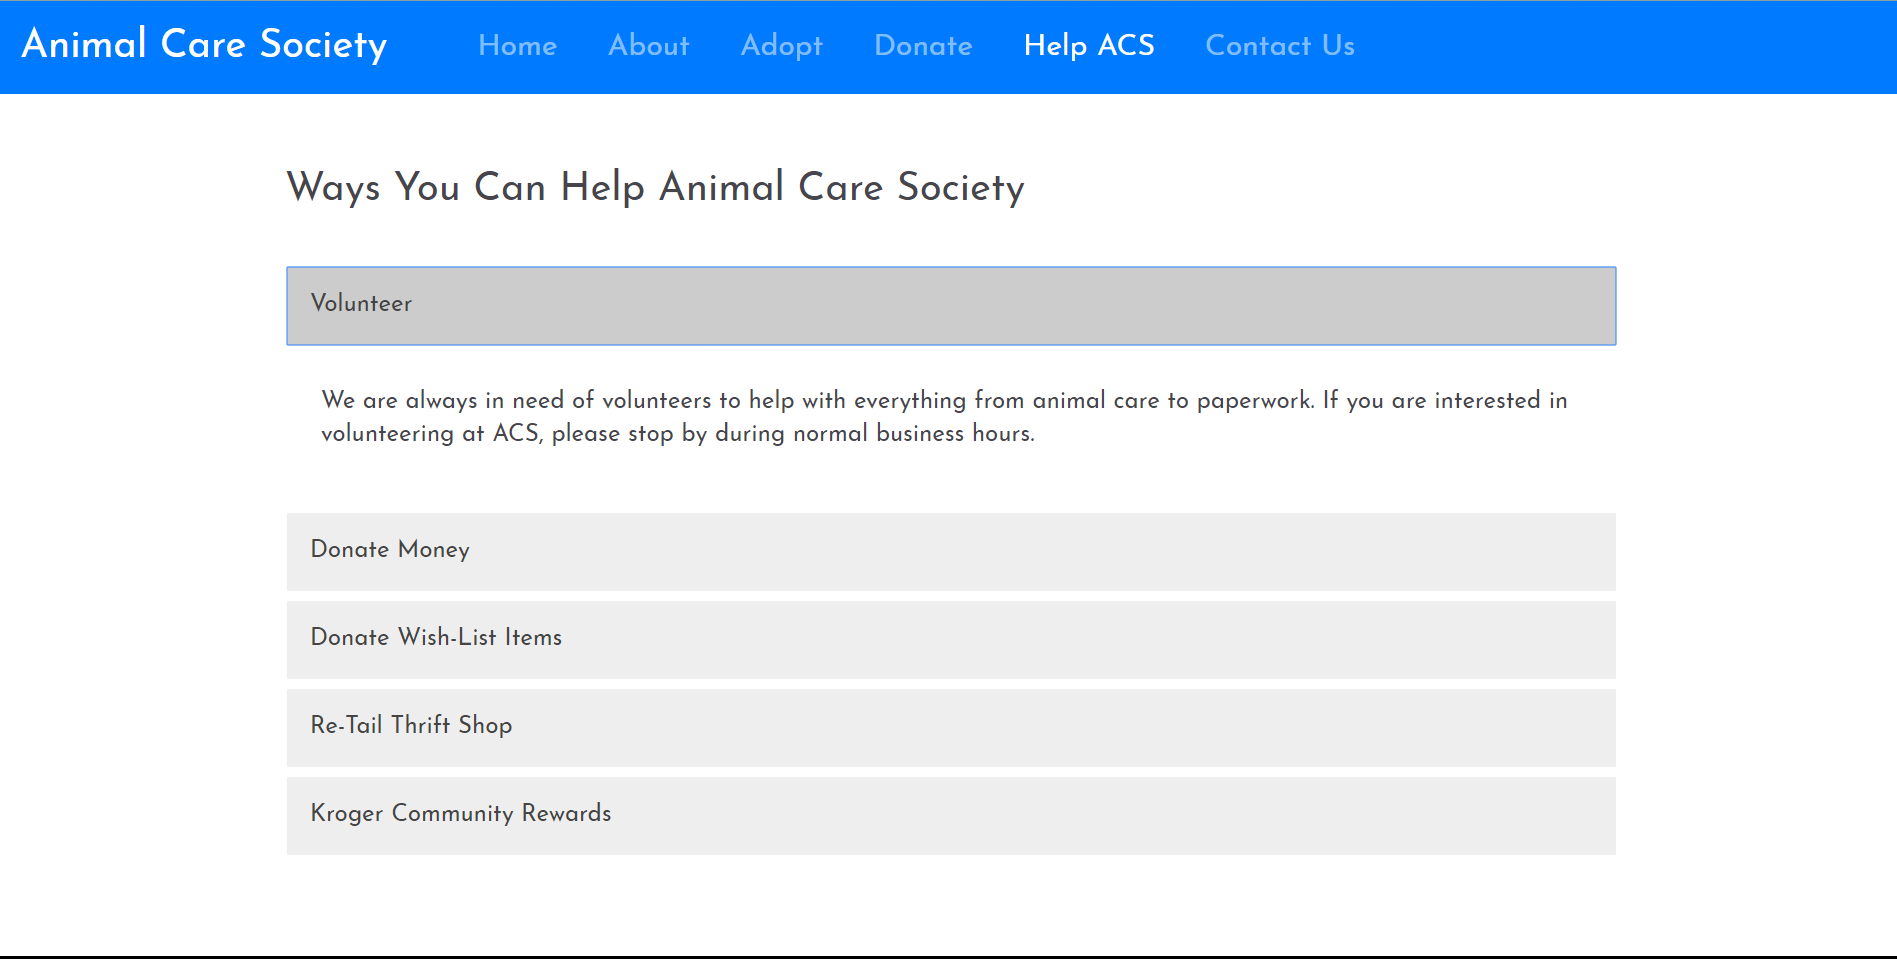 Animal Care Society Home About Adopt Donate Help ACS Contact Us
Ways You Can Help Animal Care Society
Volunteer
We are always in need of volunteers to help with everything from animal care to paperwork. If you are interested in
volunteering at ACS, please stop by during normal business hours.
Donate Money
Donate Wish-List Items
Re-Tail Thrift Shop
Kroger Community Rewards